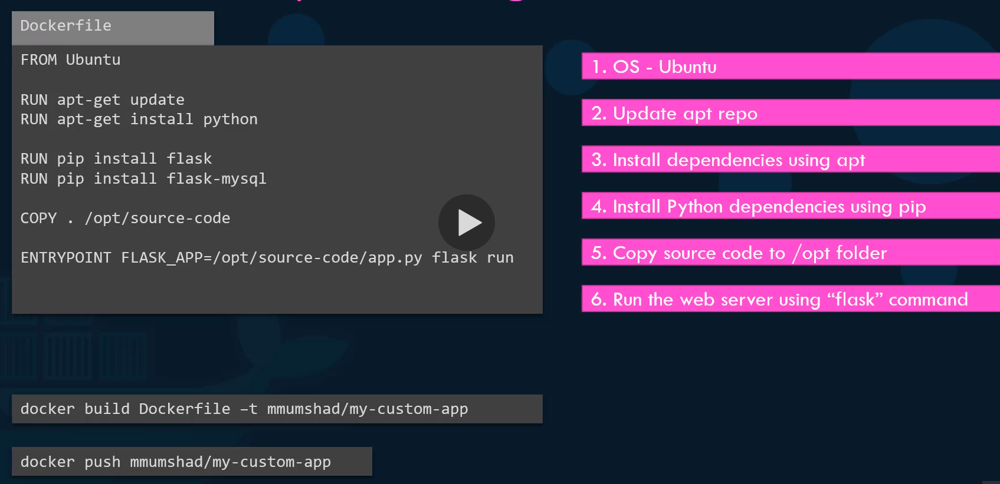 Dockerfile
FROM Ubuntu
RUN apt-get update
RUN apt-get install python
RUN pip install flask
RUN pip install flask-mysql
COPY . /opt/source-code
ENTRYPOINT FLASK_APP=/opt/source-code/app.py flask run
1. OS - Ubuntu
2. Update apt repo
3. Install dependencies using apt
4. Install Python dependencies using pip
5. Copy source code to /opt folder
6. Run the web server using “flask” command
docker build Dockerfile –t mmumshad/my-custom-app
docker push mmumshad/my-custom-app